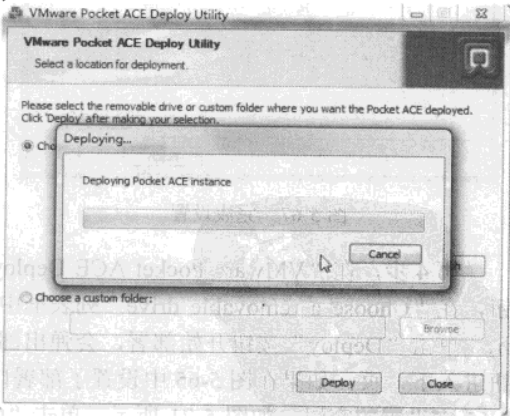 VMware Pocket ACE Deploy Utility
VMware Pocket ACE Deploy Utility
Select a location for deployment.
Please select the removable drive or custom folder where you want the Pocket ACE deployed.
Click 'Deploy' after making your selection.
Cho
Deploying...
Deploying Pocket ACE instance
Cancel
h
Choose a custom folder:
Browse
Deploy
Close